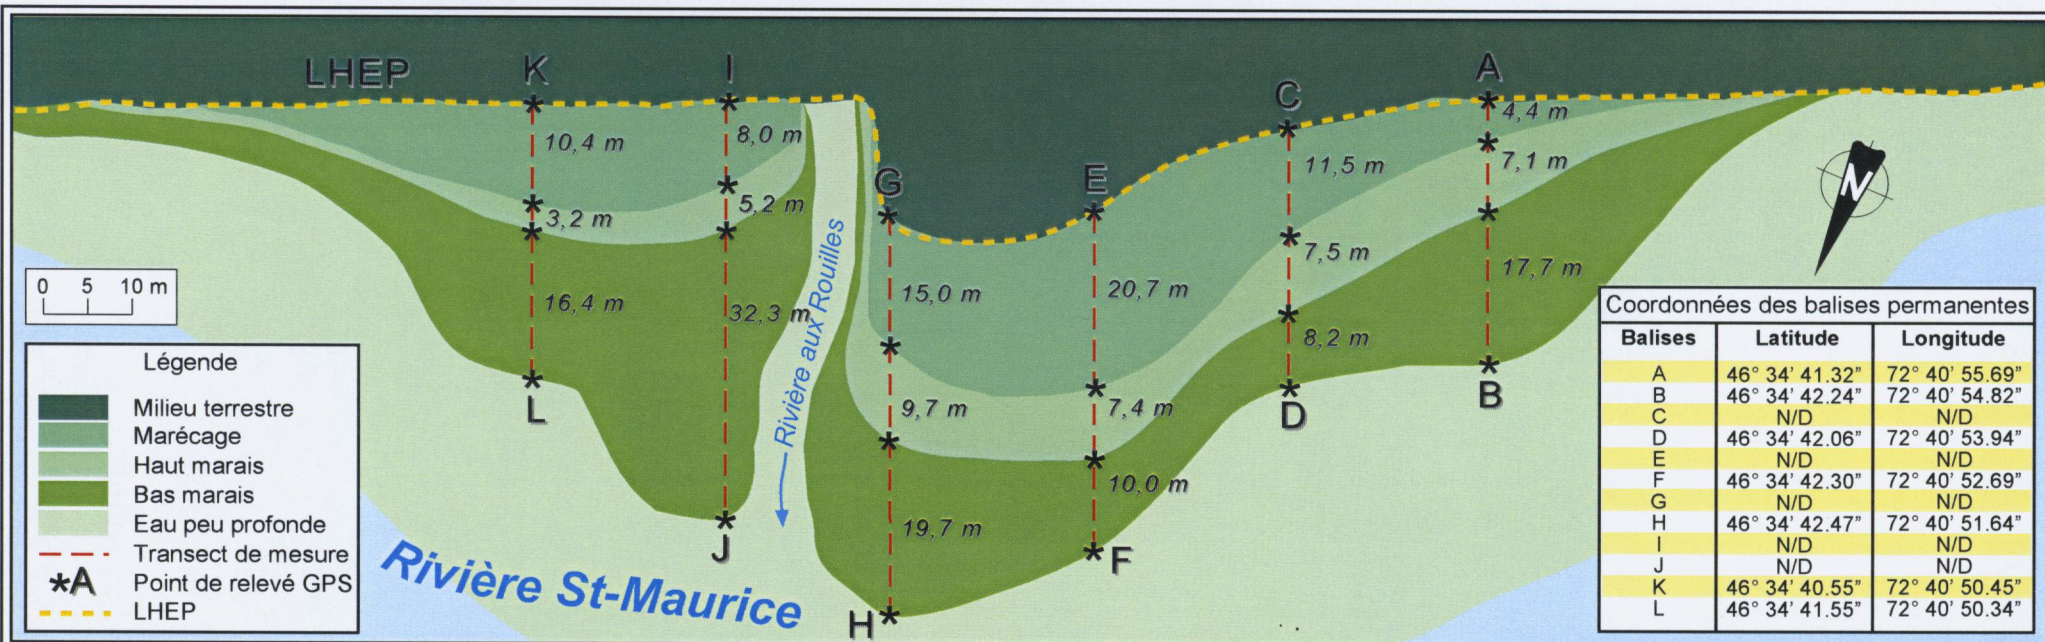 LHEP
K
I
A
C
G
E
10,4 m
3,2 m
16,4 m
L
8,0 m
5,2 m
32,3 m
J
Rivière aux Rouilles
15,0 m
9,7 m
19,7 m
H
20,7 m
7,4 m
10,0 m
F
11,5 m
7,5 m
8,2 m
D
4,4 m
7,1 m
17,7 m
B
N
Rivière St-Maurice
0 5 10 m
Légende
Milieu terrestre
Marécage
Haut marais
Bas marais
Eau peu profonde
Transect de mesure
*A Point de relevé GPS
LHEP
Coordonnées des balises permanentes
Balises Latitude Longitude
A 46° 34' 41.32" 72° 40' 55.69"
B 46° 34' 42.24" 72° 40' 54.82"
C N/D N/D
D 46° 34' 42.06" 72° 40' 53.94"
E N/D N/D
F 46° 34' 42.30" 72° 40' 52.69"
G N/D N/D
H 46° 34' 42.47" 72° 40' 51.64"
I N/D N/D
J N/D N/D
K 46° 34' 40.55" 72° 40' 50.45"
L 46° 34' 41.55" 72° 40' 50.34"